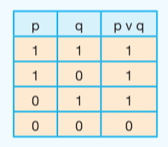 p q p v q
1 1 1
1 0 1
0 1 1
0 0 0